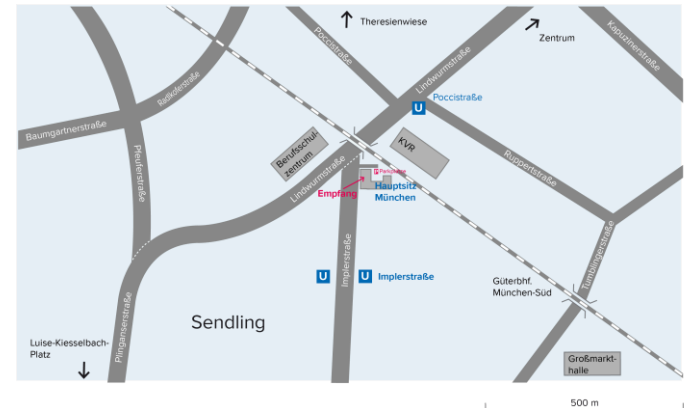 Theresienwiese
Zentrum
Poccistraße
Lindwurmstraße
Kapuzinerstraße
Radlkoferstraße
U
Poccistraße
Baumgartnerstraße
Pfeuferstraße
Berufsschul-
zentrum
KVR
Ruppertstraße
Lindwurmstraße
Parkplätze
Empfang
Hauptsitz
München
Implerstraße
Tumblingerstraße
U
U
Implerstraße
Güterbhf.
München-Süd
Plinganserstraße
Sendling
Luise-Kiesselbach-
Platz
Großmarkt-
halle
500 m